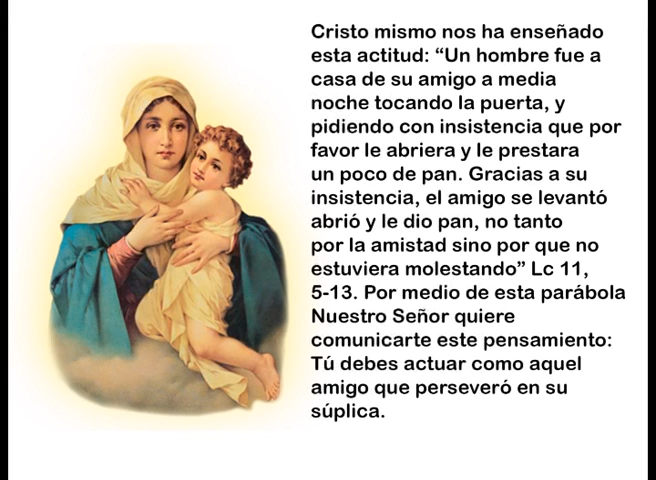 Cristo mismo nos ha enseñado
esta actitud: “Un hombre fue a
casa de su amigo a media
noche tocando la puerta, y
pidiendo con insistencia que por
favor le abriera y le prestara
un poco de pan. Gracias a su
insistencia, el amigo se levantó
abrió y le dio pan, no tanto
por la amistad sino por que no
estuviera molestando” Lc 11,
5-13. Por medio de esta parábola
Nuestro Señor quiere
comunicarte este pensamiento:
Tú debes actuar como aquel
amigo que perseveró en su
súplica.